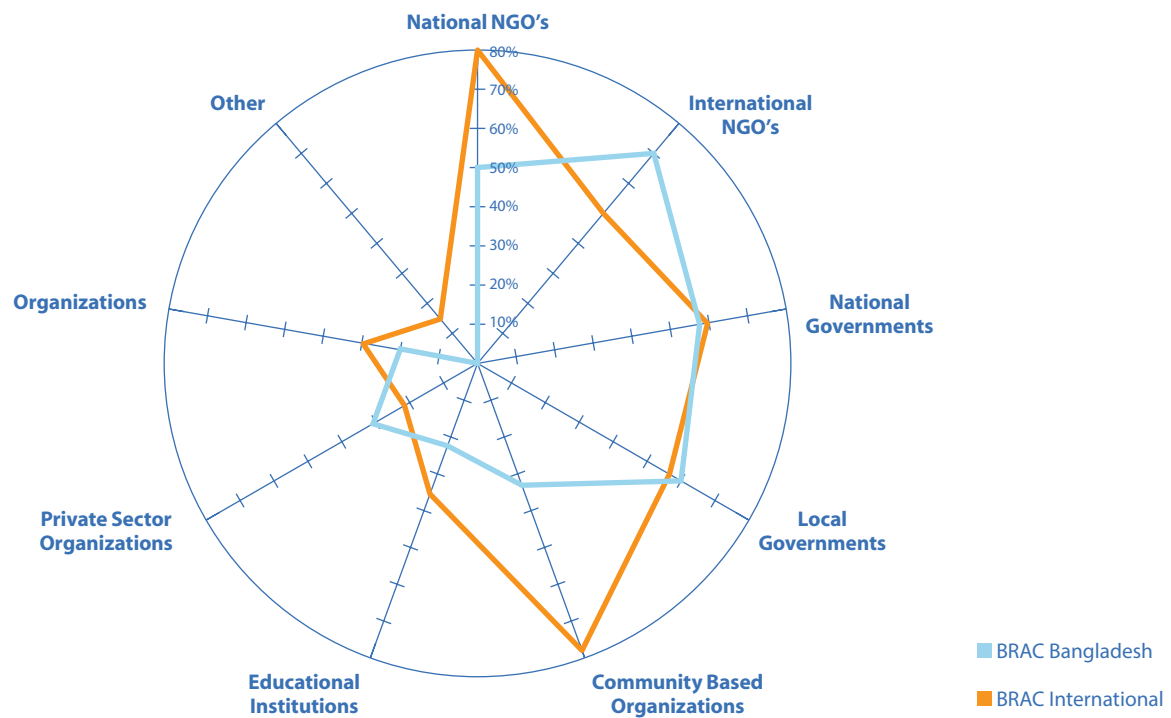 National NGO's
80%
70%
60%
50%
40%
30%
20%
10%
International
NGO's
National
Governments
Local
Governments
Community Based
Organizations
Educational
Institutions
Private Sector
Organizations
Organizations
Other
BRAC Bangladesh
BRAC International